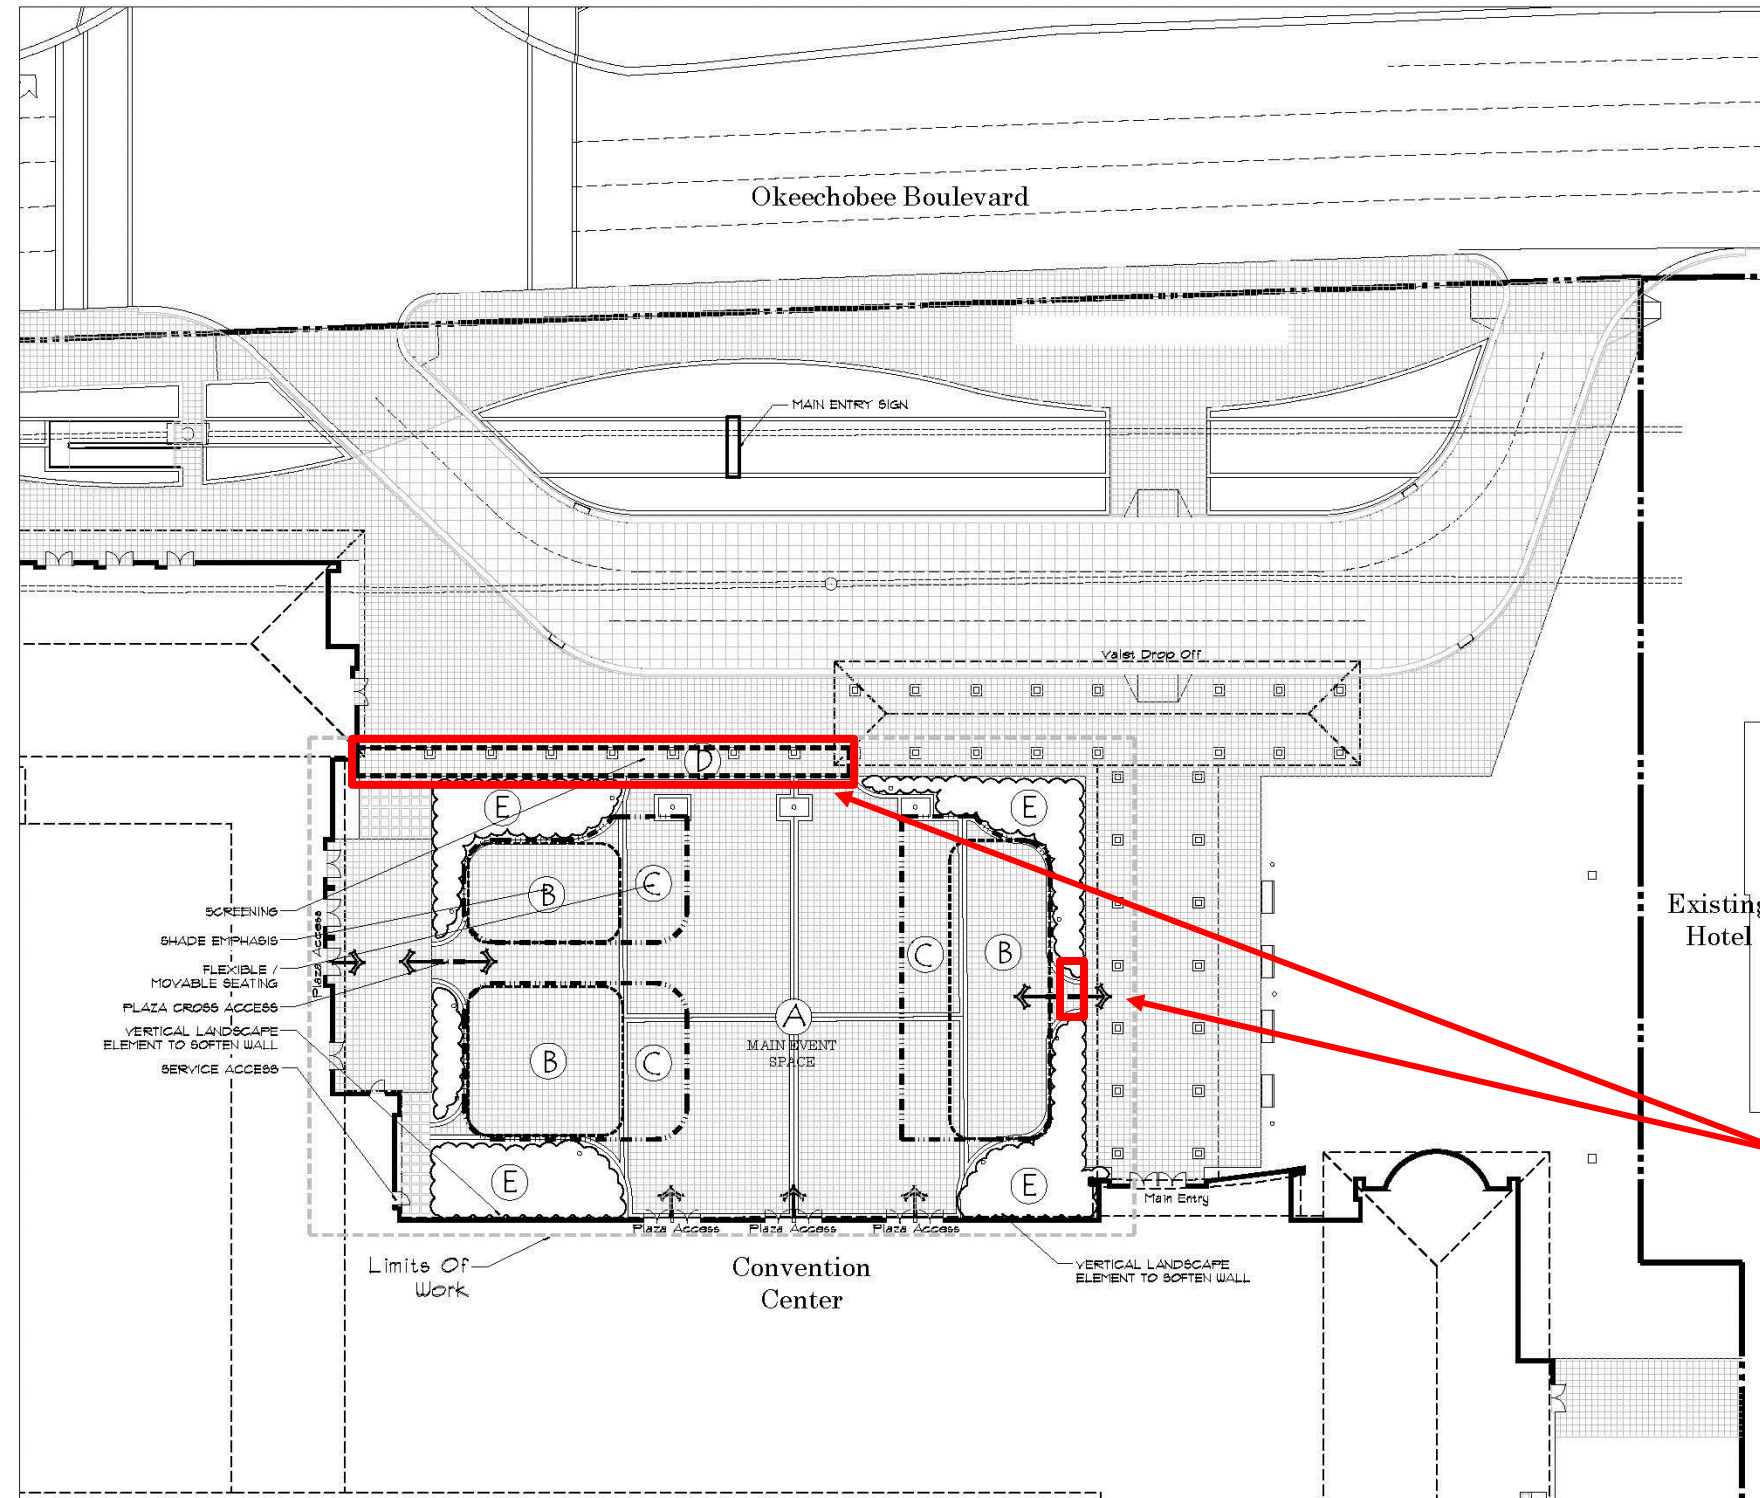 Okeechobee Boulevard
MAIN ENTRY SIGN
Valet Drop Off
D
E
E
B
C
C
B
SCREENING
SHADE EMPHASIS
FLEXIBLE /
MOVABLE SEATING
PLAZA CROSS ACCESS
VERTICAL LANDSCAPE
ELEMENT TO SOFTEN WALL
SERVICE ACCESS
Plaza Access
Existing
Hotel
A
MAIN EVENT
SPACE
B
C
E
E
Main Entry
Plaza Access
Plaza Access
Plaza Access
Limits Of
Work
Convention
Center
VERTICAL LANDSCAPE
ELEMENT TO SOFTEN WALL